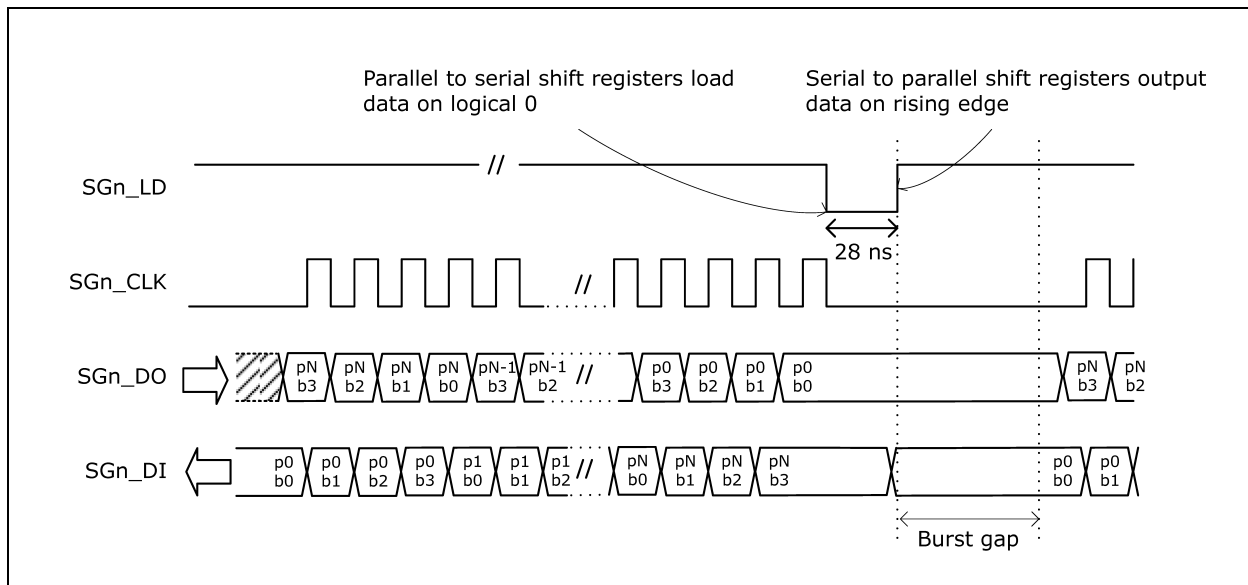 Parallel to serial shift registers load
data on logical 0
Serial to parallel shift registers output
data on rising edge
SGn_LD
//
28 ns
SGn_CLK
//
SGn_DO
pN pN pN pN pN-1 pN-1 // p0 p0 p0 p0 pN pN
b3 b2 b1 b0 b3 b2 b3 b2 b1 b0 b3 b2
SGn_DI
p0 p0 p0 p0 p1 p1 p1 // pN pN pN pN p0 p0
b0 b1 b2 b3 b0 b1 b2 b0 b1 b2 b3 b0 b1
Burst gap